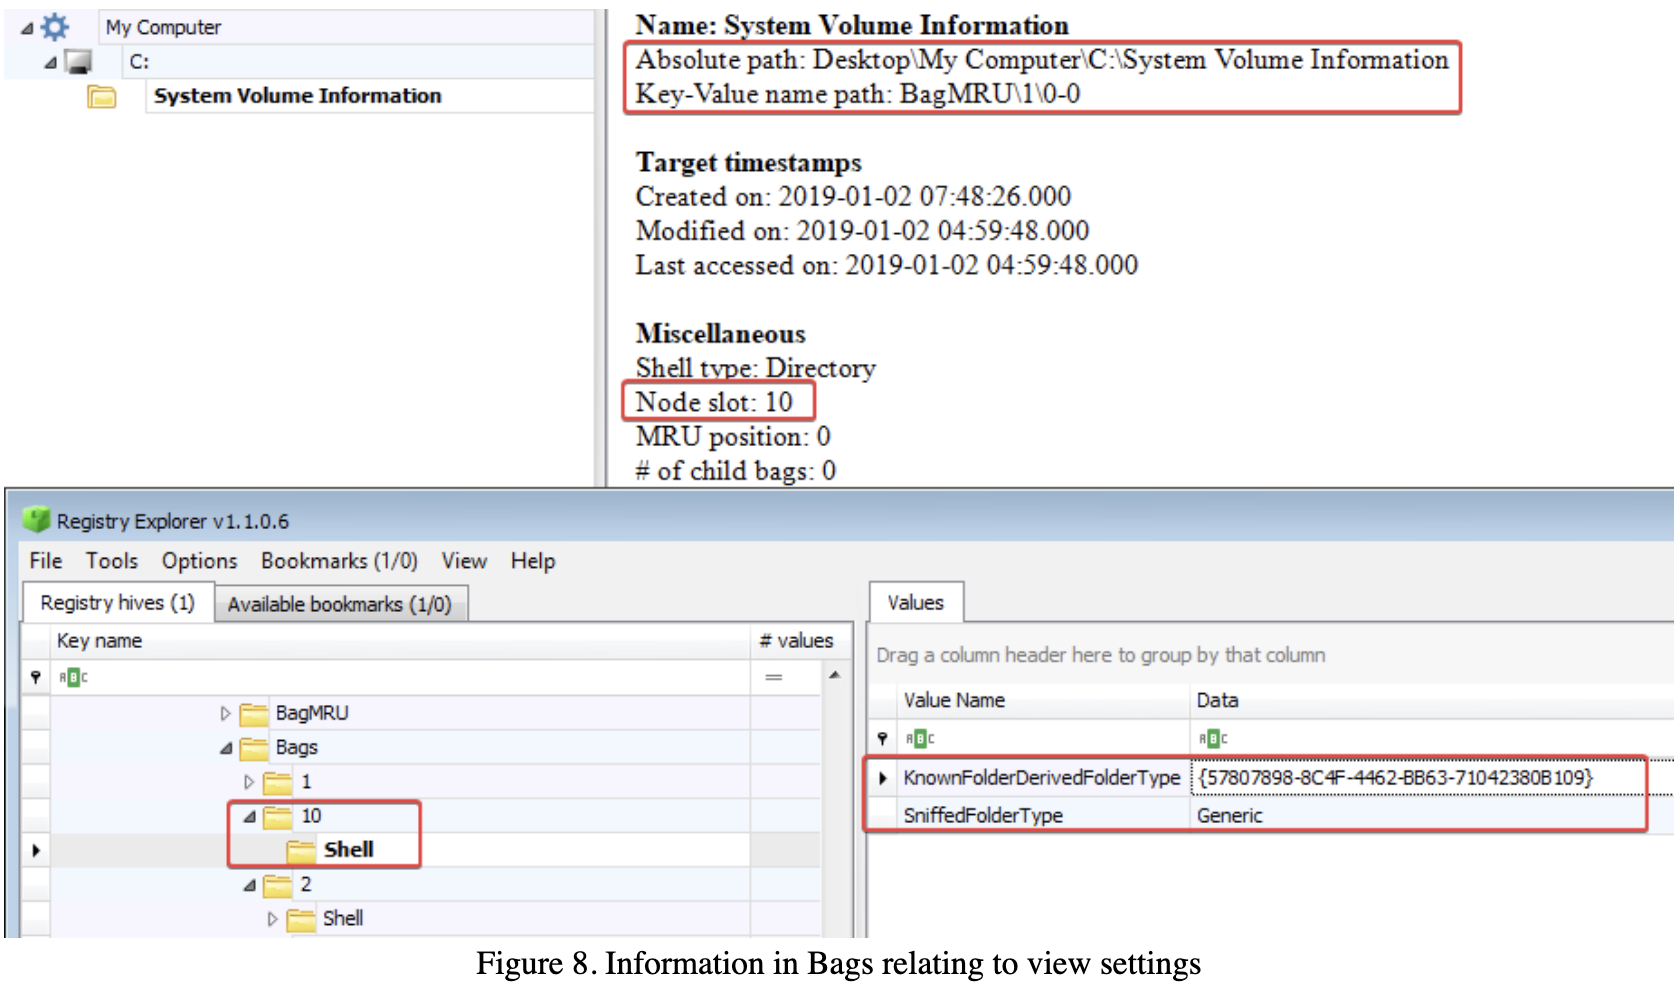 My Computer
C:
System Volume Information
Name: System Volume Information
Absolute path: Desktop\My Computer\C:\System Volume Information
Key-Value name path: BagMRU\1\0-0
Target timestamps
Created on: 2019-01-02 07:48:26.000
Modified on: 2019-01-02 04:59:48.000
Last accessed on: 2019-01-02 04:59:48.000
Miscellaneous
Shell type: Directory
Node slot: 10
MRU position: 0
# of child bags: 0
Registry Explorer v1.1.0.6
File Tools Options Bookmarks (1/0) View Help
Registry hives (1) Available bookmarks (1/0)
Key name # values
ABC =
BagMRU
Bags
1
10
Shell
2
Shell
Values
Drag a column header here to group by that column
Value Name Data
ABC ABC
KnownFolderDerivedFolderType {57807898-8C4F-4462-BB63-71042380B109}
SniffedFolderType Generic
Figure 8. Information in Bags relating to view settings